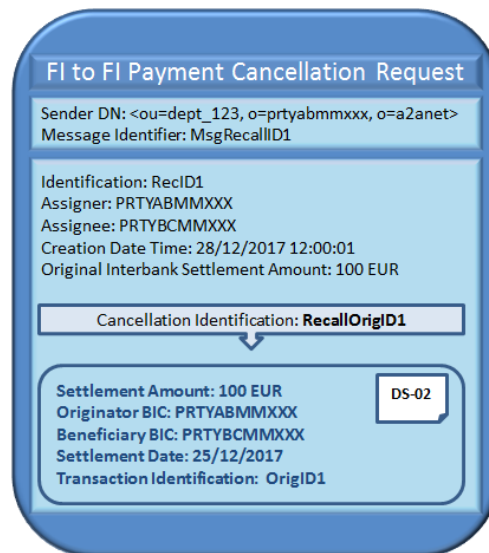 FI to FI Payment Cancellation Request
Sender DN: <ou=dept_123, o=prtyabmmxxx, o=a2anet>
Message Identifier: MsgRecallID1
Identification: RecID1
Assigner: PRTYABMMXXX
Assignee: PRTYBCMMXXX
Creation Date Time: 28/12/2017 12:00:01
Original Interbank Settlement Amount: 100 EUR
Cancellation Identification: RecallOrigID1
Settlement Amount: 100 EUR
Originator BIC: PRTYABMMXXX
Beneficiary BIC: PRTYBCMMXXX
Settlement Date: 25/12/2017
Transaction Identification:  OrigID1
DS-02